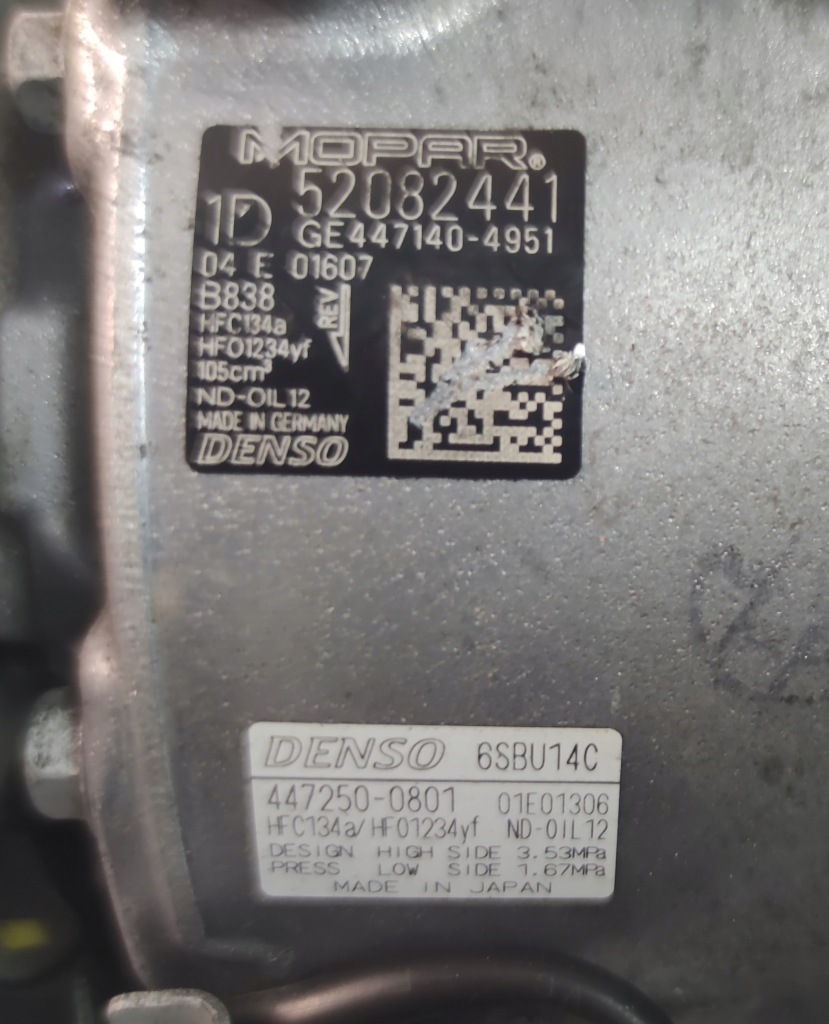 MOPAR®
1D 52082441
GE447140-4951
04 E 01607
B838
REV
HFC134a
HFO1234yf
105cm³
ND-OIL12
MADE IN GERMANY
DENSO
DENSO 6SBU14C
447250-0801 01E01306
HFC134a/HFO1234yf ND-OIL12
DESIGN HIGH SIDE 3.53MPa
PRESS LOW SIDE 1.67MPa
MADE IN JAPAN